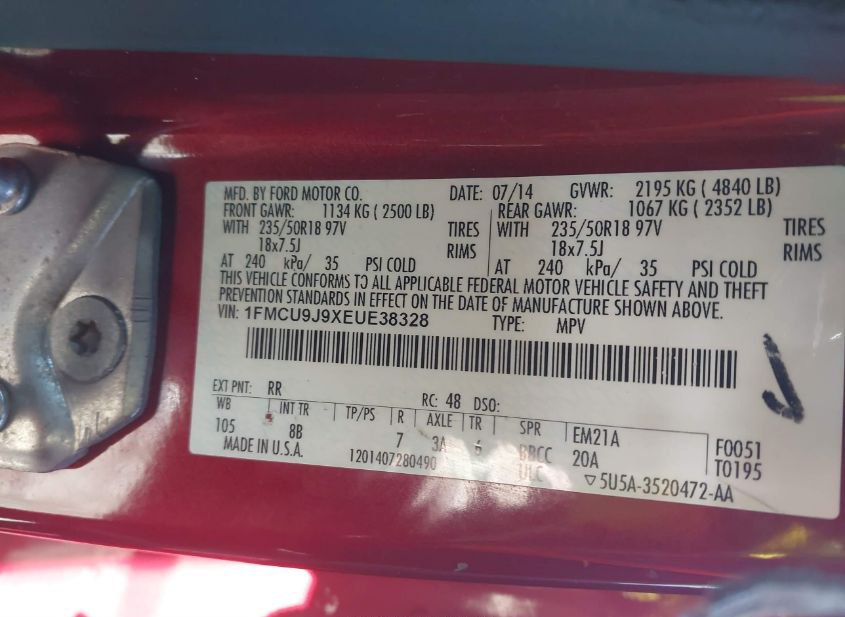 MFD. BY FORD MOTOR CO. DATE: 07/14 GVWR: 2195 KG ( 4840 LB)
FRONT GAWR: 1134 KG ( 2500 LB) REAR GAWR: 1067 KG ( 2352 LB)
WITH 235/50R18 97V TIRES WITH 235/50R18 97V TIRES
18x7.5J RIMS 18x7.5J RIMS
AT 240 kPa/ 35 PSI COLD AT 240 kPa/ 35 PSI COLD
THIS VEHICLE CONFORMS TO ALL APPLICABLE FEDERAL MOTOR VEHICLE SAFETY AND THEFT
PREVENTION STANDARDS IN EFFECT ON THE DATE OF MANUFACTURE SHOWN ABOVE.
VIN: 1FMCU9J9XEUE38328 TYPE: MPV
EXT PNT: RR RC: 48 DSO:
WB INT TR TP/PS R AXLE TR SPR EM21A F0051
105 8B 7 3A 6 BBCC 20A T0195
MADE IN U.S.A. 1201407280490 ULC ▽5U5A-3520472-AA
J